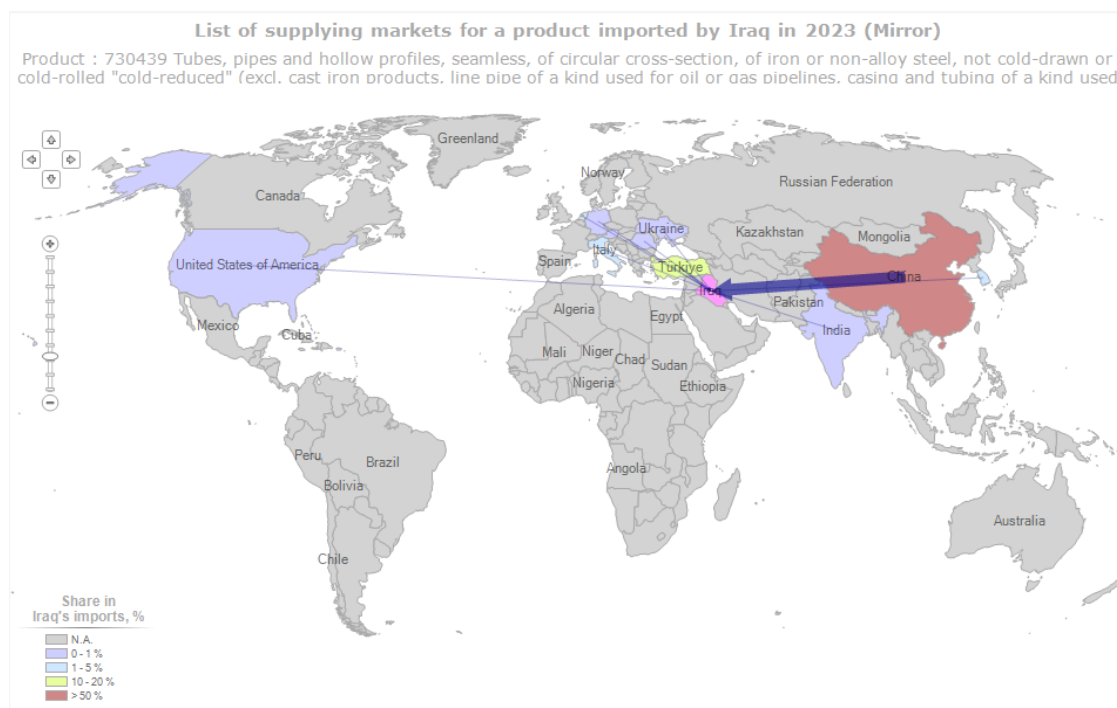 List of supplying markets for a product imported by Iraq in 2023 (Mirror)
Product : 730439 Tubes, pipes and hollow profiles, seamless, of circular cross-section, of iron or non-alloy steel, not cold-drawn or
cold-rolled "cold-reduced" (excl. cast iron products, line pipe of a kind used for oil or gas pipelines, casing and tubing of a kind used
Greenland
Norway
Russian Federation
Canada
Ukraine
Kazakhstan
Mongolia
United States of America
Spain
Italy
Türkiye
Iraq
China
Pakistan
Mexico
Cuba
Algeria
Egypt
India
Mali
Niger
Chad
Sudan
Nigeria
Ethiopia
Peru
Brazil
Angola
Bolivia
Australia
Chile
Share in
Iraq's imports, %
N.A.
0 - 1 %
1 - 5 %
10 - 20 %
> 50 %